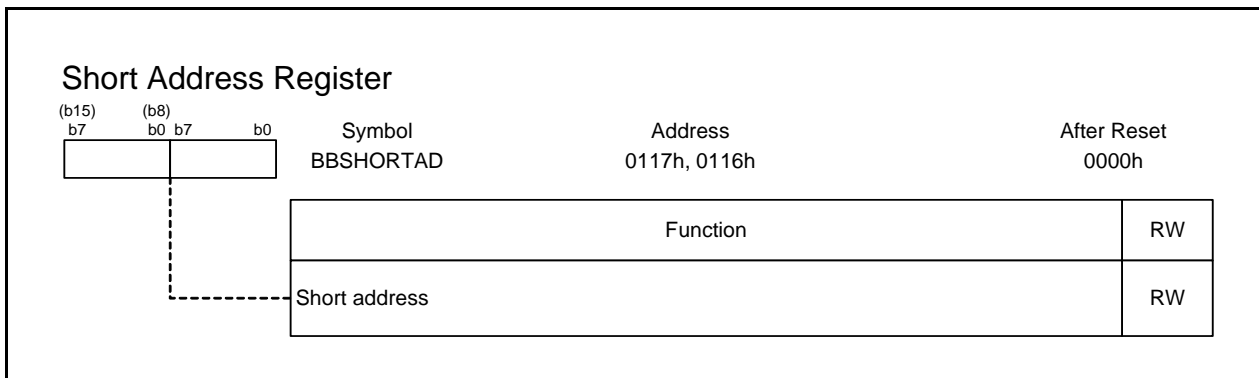 Short Address Register
(b15) (b8)
b7 b0 b7 b0 Symbol Address After Reset
BBSHORTAD 0117h, 0116h 0000h
Function RW
Short address RW